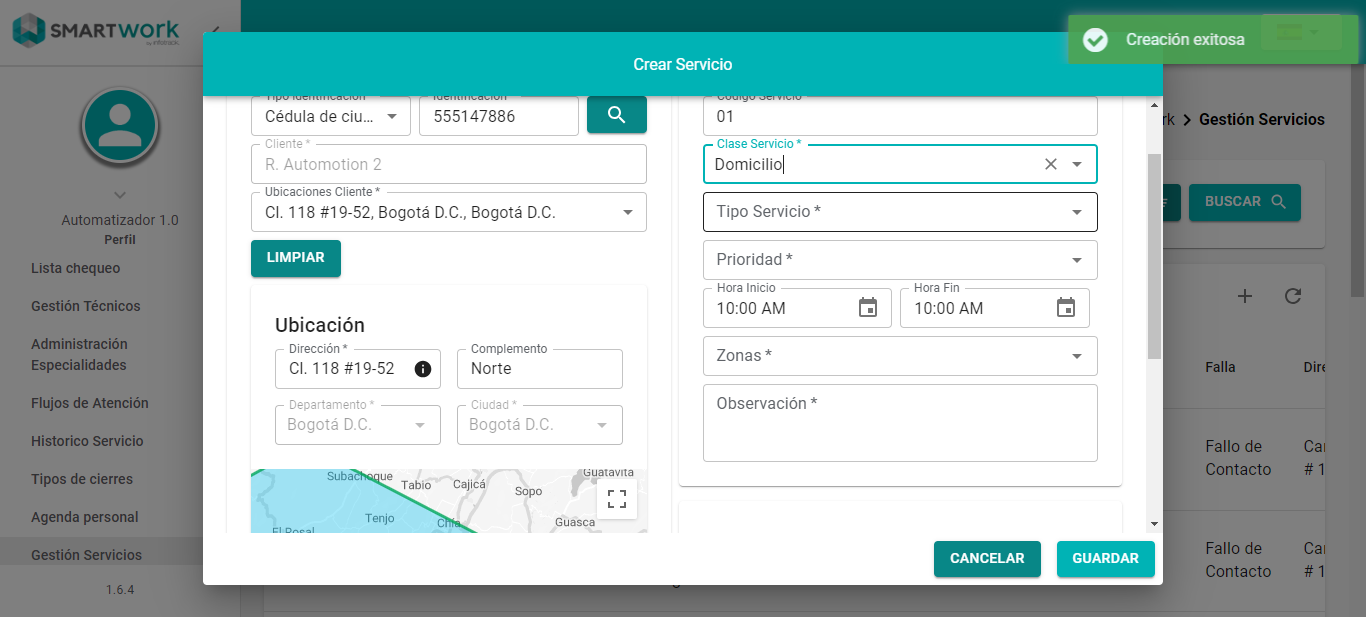 SMARTWORK
by infotrack
Creación exitosa
Crear Servicio
Tipo Identificación
Cédula de ciu...
Identificación
555147886
Código Servicio
01
rk > Gestión Servicios
Cliente *
R. Automotion 2
Clase Servicio *
Domicilio
Ubicaciones Cliente *
Cl. 118 #19-52, Bogotá D.C., Bogotá D.C.
Tipo Servicio *
BUSCAR
Automatizador 1.0
Perfil
LIMPIAR
Prioridad *
Lista chequeo
Gestión Técnicos
Administración
Especialidades
Flujos de Atención
Historico Servicio
Tipos de cierres
Agenda personal
Gestión Servicios
1.6.4
Hora Inicio
10:00 AM
Hora Fin
10:00 AM
Ubicación
Dirección *
Cl. 118 #19-52
Complemento
Norte
Zonas *
Departamento *
Bogotá D.C.
Ciudad *
Bogotá D.C.
Observación *
Subachoque
Tabio
Cajicá
Sopo
Guatavita
Tenjo
Chía
Guasca
El Rosal
Falla
Dire
Fallo de
Contacto
Car
# 1
Fallo de
Contacto
Car
# 1
CANCELAR
GUARDAR